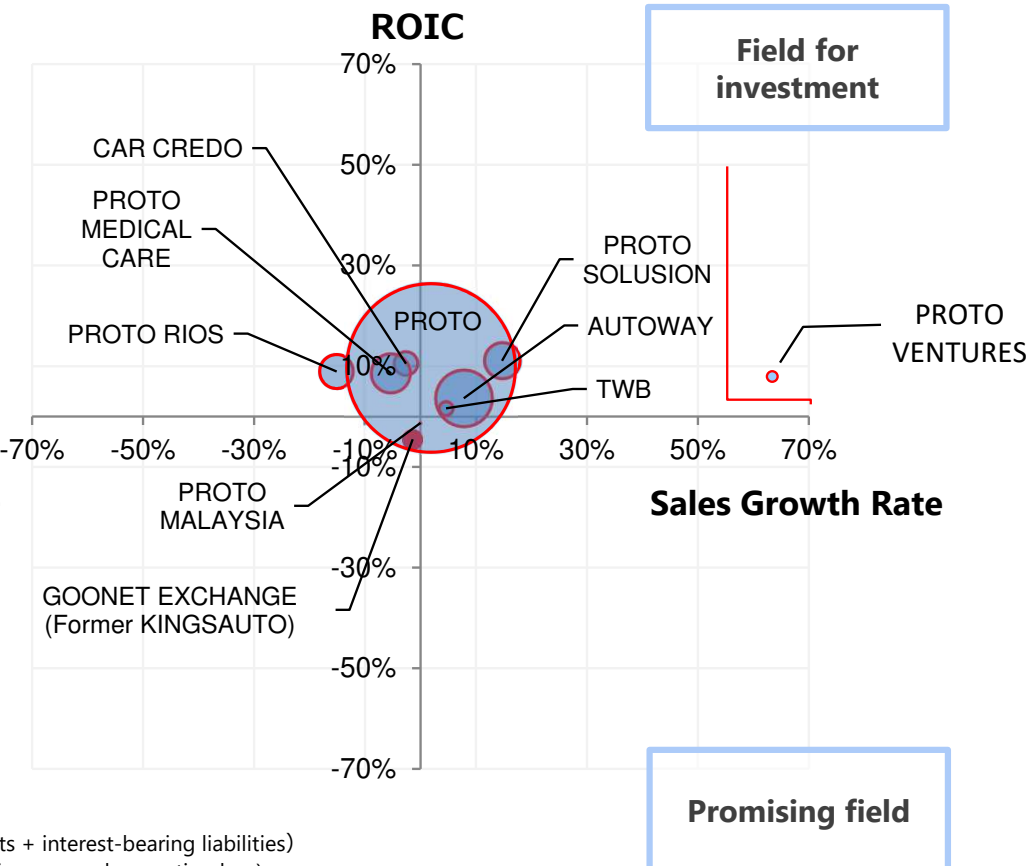 ROIC
Field for
investment
70%
CAR CREDO
50%
PROTO
MEDICAL
CARE
30%
PROTO
SOLUSION
PROTO
AUTOWAY
PROTO
VENTURES
PROTO RIOS
10%
TWB
-70%
-50%
-30%
-10%
10%
30%
50%
70%
-10%
PROTO
MALAYSIA
Sales Growth Rate
-30%
GOONET EXCHANGE
(Former KINGSAUTO)
-50%
-70%
Promising field
ts + interest-bearing liabilities)